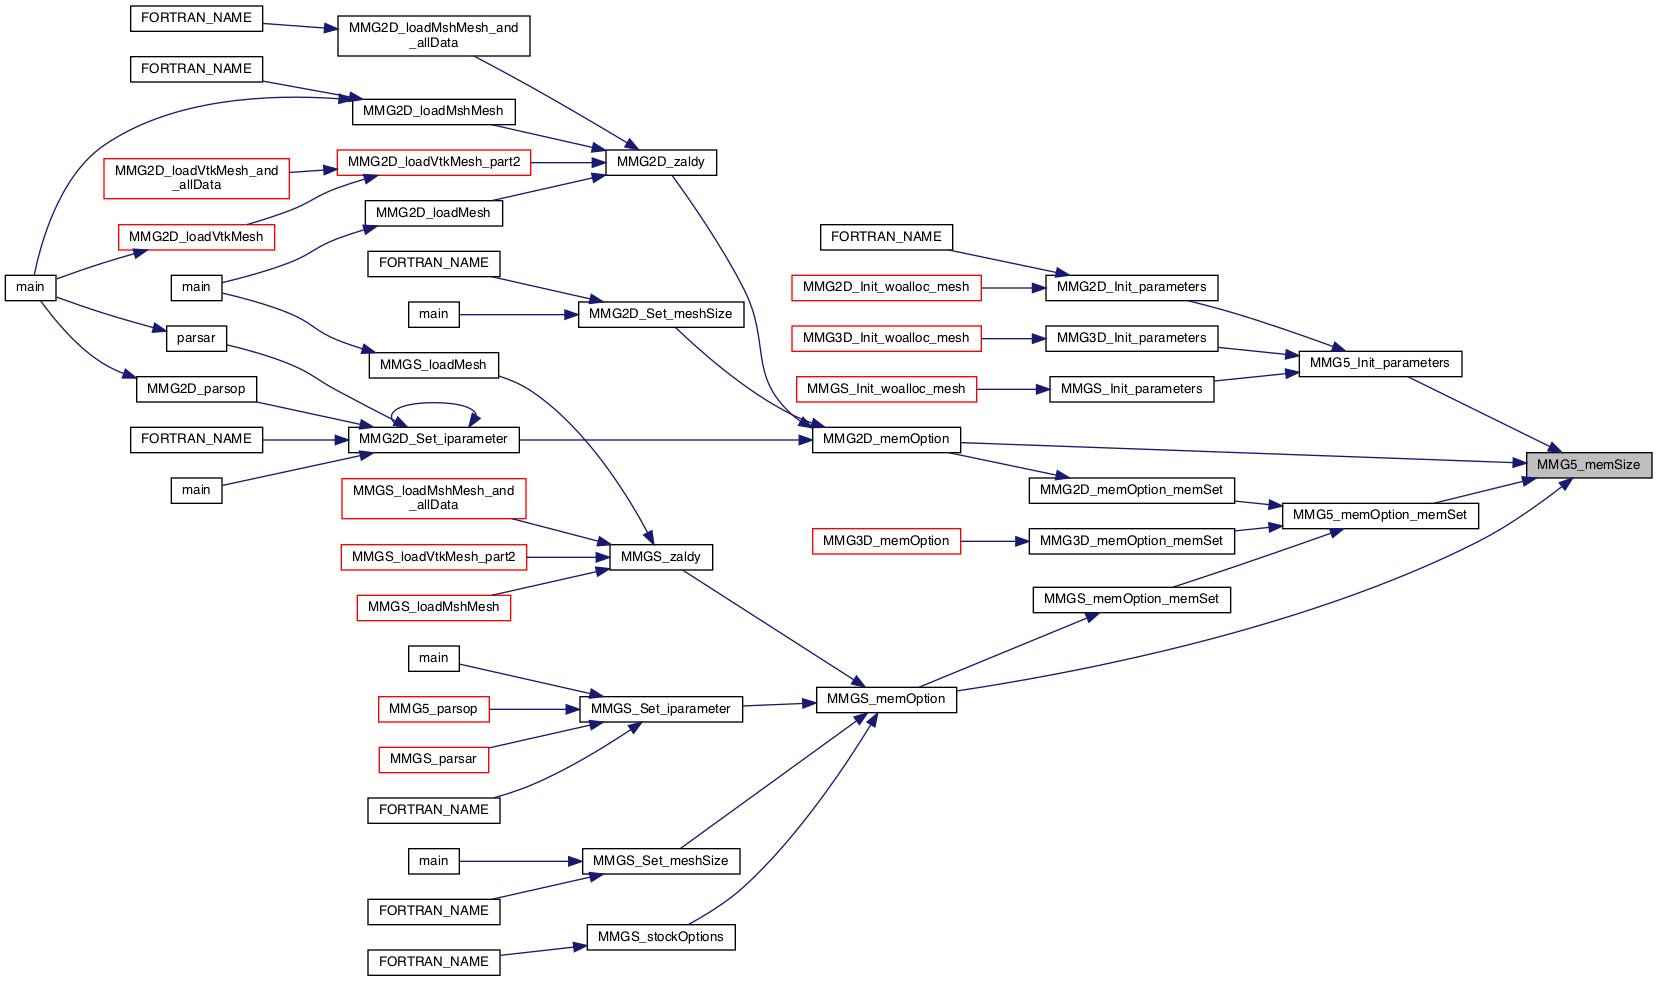 FORTRAN_NAME
MMG2D_loadMshMesh_and
_allData
FORTRAN_NAME
MMG2D_loadMshMesh
MMG2D_loadVtkMesh_and
_allData
MMG2D_loadVtkMesh_part2
MMG2D_zaldy
MMG2D_loadMesh
MMG2D_loadVtkMesh
FORTRAN_NAME
FORTRAN_NAME
main
main
MMG2D_Init_parameters
MMG2D_Init_woalloc_mesh
main
MMG2D_Set_meshSize
parsar
MMG3D_Init_woalloc_mesh
MMG3D_Init_parameters
MMGS_loadMesh
MMG5_Init_parameters
MMG2D_parsop
MMGS_Init_woalloc_mesh
MMGS_Init_parameters
FORTRAN_NAME
MMG2D_Set_iparameter
MMG2D_memOption
MMG5_memSize
main
MMGS_loadMshMesh_and
_allData
MMG2D_memOption_memSet
MMG5_memOption_memSet
MMGS_loadVtkMesh_part2
MMGS_zaldy
MMG3D_memOption
MMG3D_memOption_memSet
MMGS_loadMshMesh
MMGS_memOption_memSet
main
MMG5_parsop
MMGS_Set_iparameter
MMGS_memOption
MMGS_parsar
FORTRAN_NAME
main
MMGS_Set_meshSize
FORTRAN_NAME
MMGS_stockOptions
FORTRAN_NAME